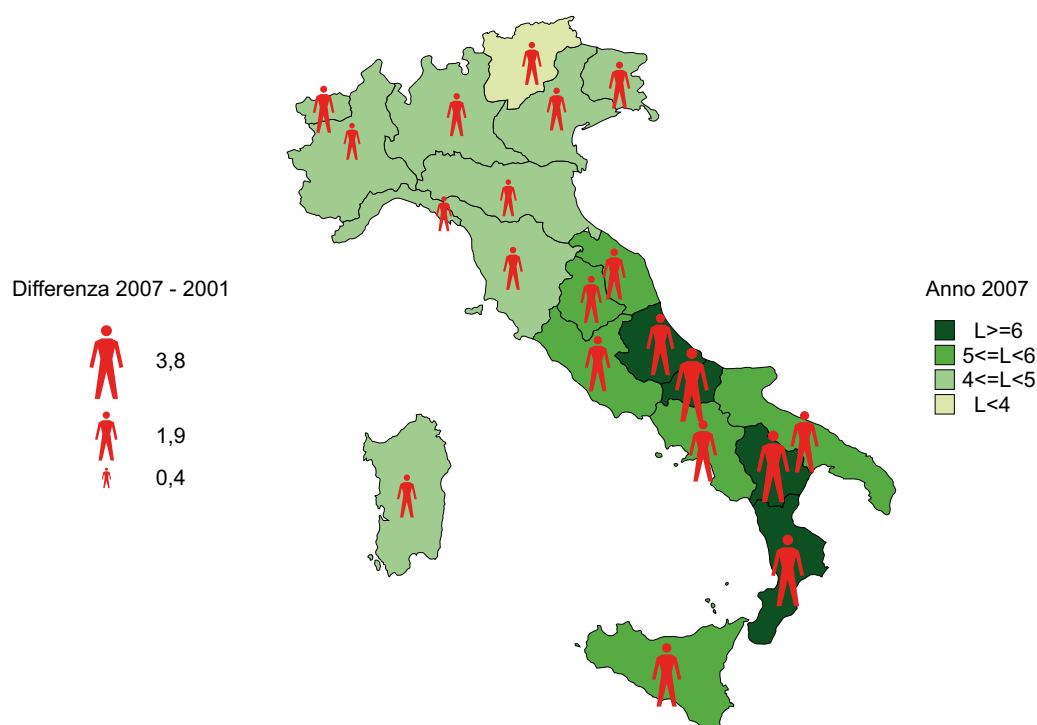 Differenza 2007 - 2001
3,8
1,9
0,4
Anno 2007
L>=6
5<=L<6
4<=L<5
L<4